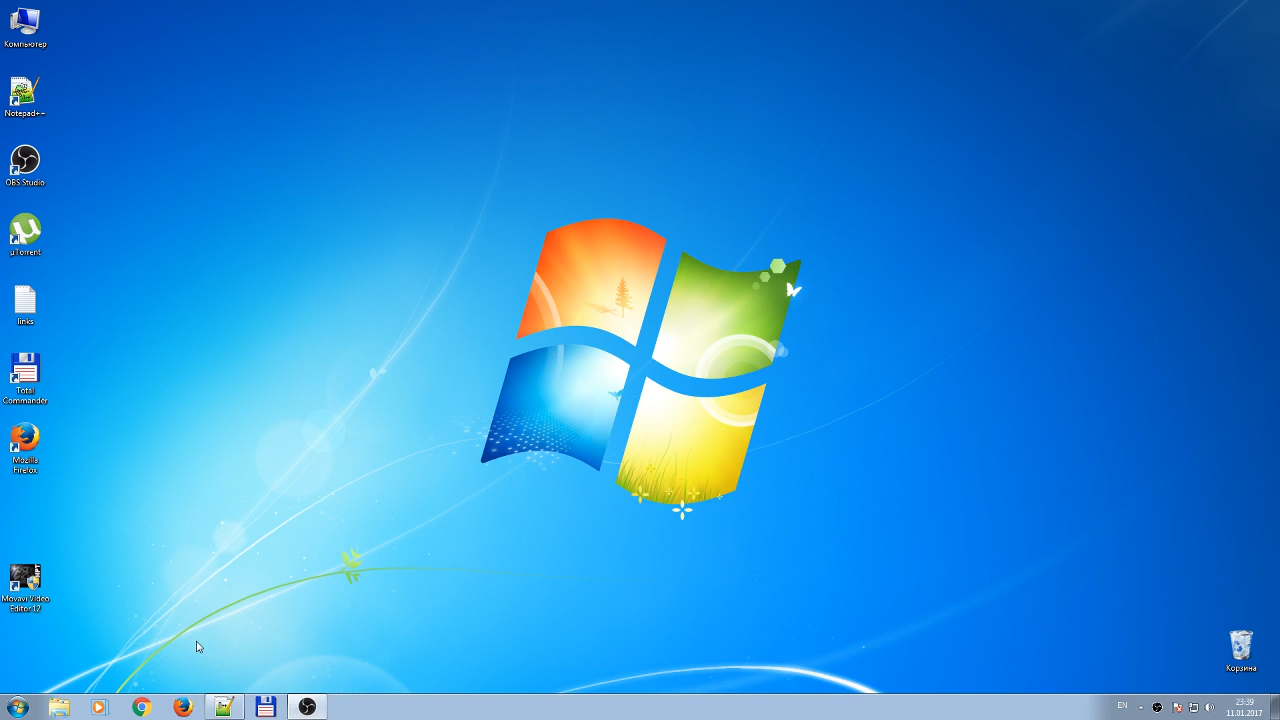 Компьютер
Notepad++
OBS Studio
µTorrent
links
Total
Commander
Mozilla
Firefox
Movavi Video
Editor 12
Корзина
EN
23:39
11.01.2017